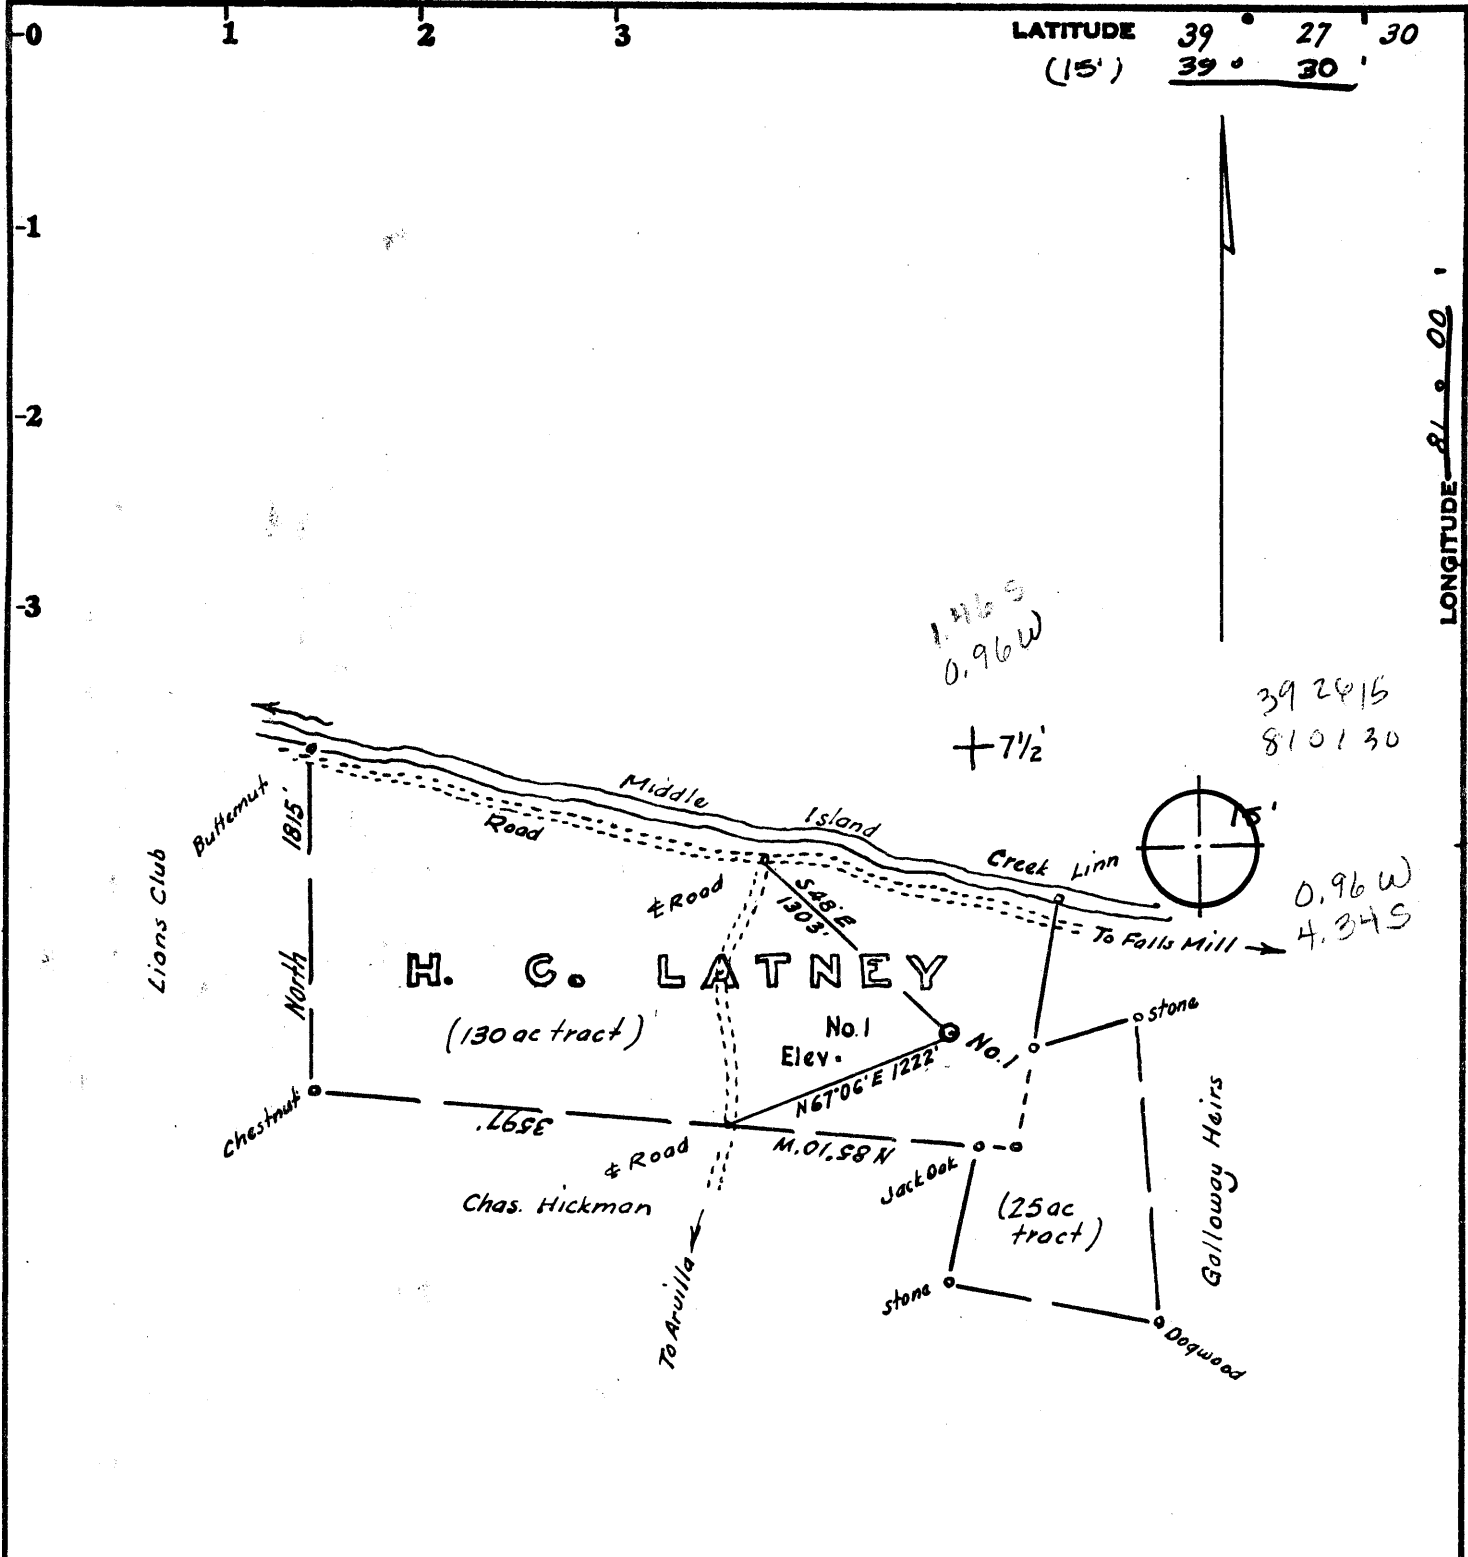 -0 1 2 3
LATITUDE 39 ° 27 ' 30
(15') 39 ° 30 '
-1
LONGITUDE 81 ° 00 '
-2
-3
1.46 S
0.96 W
7½'
39 26 15
81 01 30
15'
0.96 W
4.34 S
Middle Island Creek
Road
Butternut
1815'
North
Lions Club
Linn
To Falls Mill
℄ Road
S48°E
1303'
H. C. LATNEY
(130 ac tract)
No. 1
Elev.
No. 1
N67°06'E 1222'
stone
Chestnut
3597'
N85°10'W
℄ Road
Jack Oak
Chas. Hickman
(25 ac
tract)
Galloway Heirs
To Arvilla
stone
Dogwood